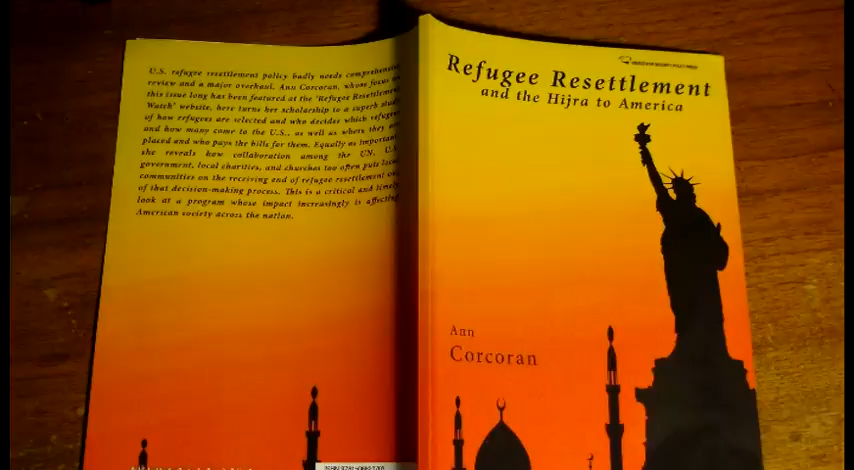 U.S. refugee resettlement policy badly needs comprehensive
review and a major overhaul. Ann Corcoran, whose focus on
this issue long has been featured at the 'Refugee Resettlement
Watch' website, here turns her scholarship to a superb study
of how refugees are selected and who decides which refugees
and how many come to the U.S., as well as where they are
placed and who pays the bills for them. Equally as important,
she reveals how collaboration among the UN, U.S.
government, local charities, and churches too often puts local
communities on the receiving end of refugee resettlement
of that decision-making process. This is a critical and timely
look at a program whose impact increasingly is affecting
American society across the nation.
Refugee Resettlement
and the Hijra to America
Ann
Corcoran